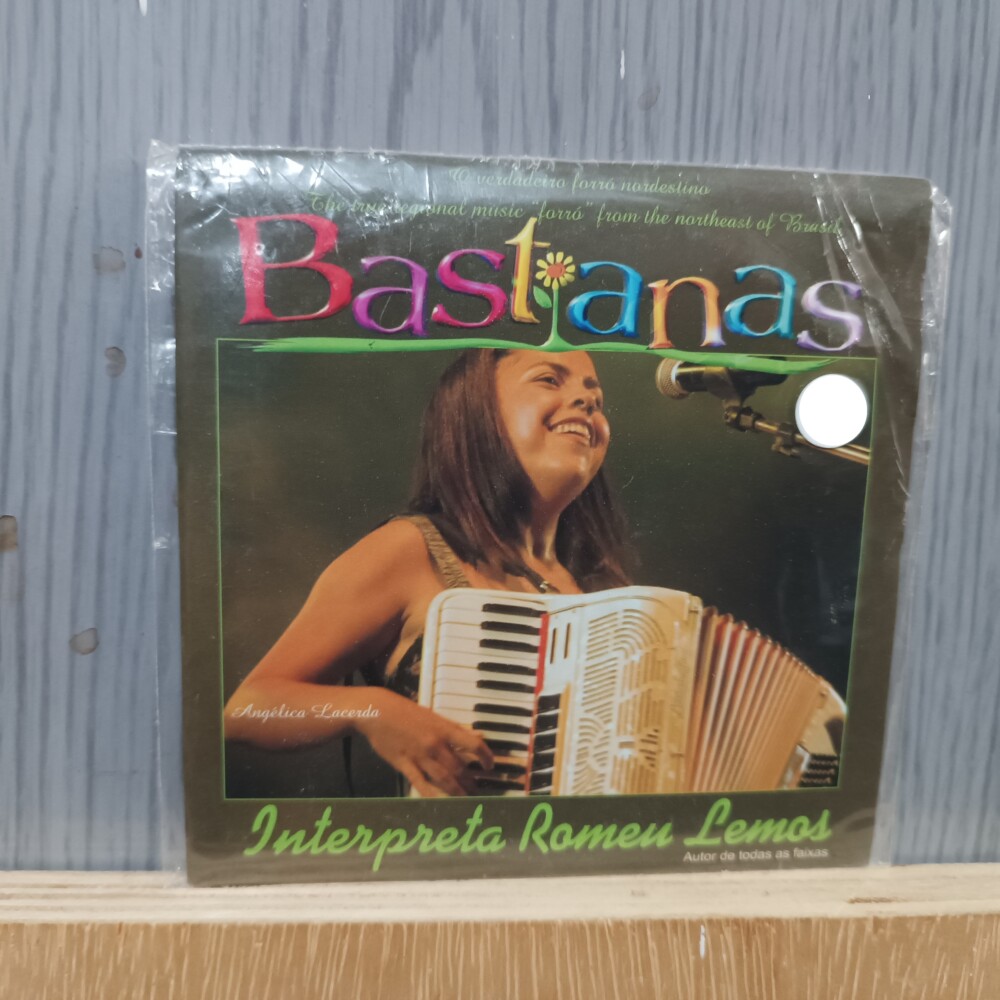 O verdadeiro forró nordestino
The true regional music "forró" from the northeast of Brasil
Bastianas
Angélica Lacerda
Interpreta Romeu Lemos
Autor de todas as faixas